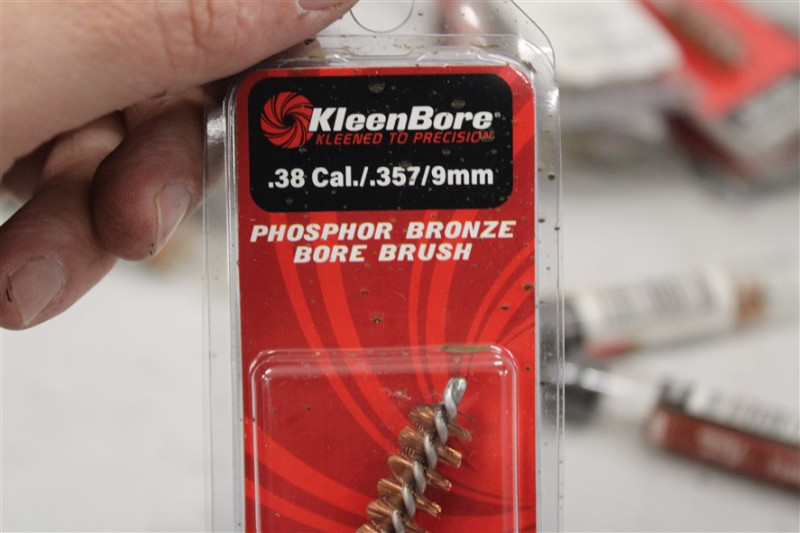 KleenBore®
KLEENED TO PRECISION
.38 Cal./.357/9mm
PHOSPHOR BRONZE
BORE BRUSH